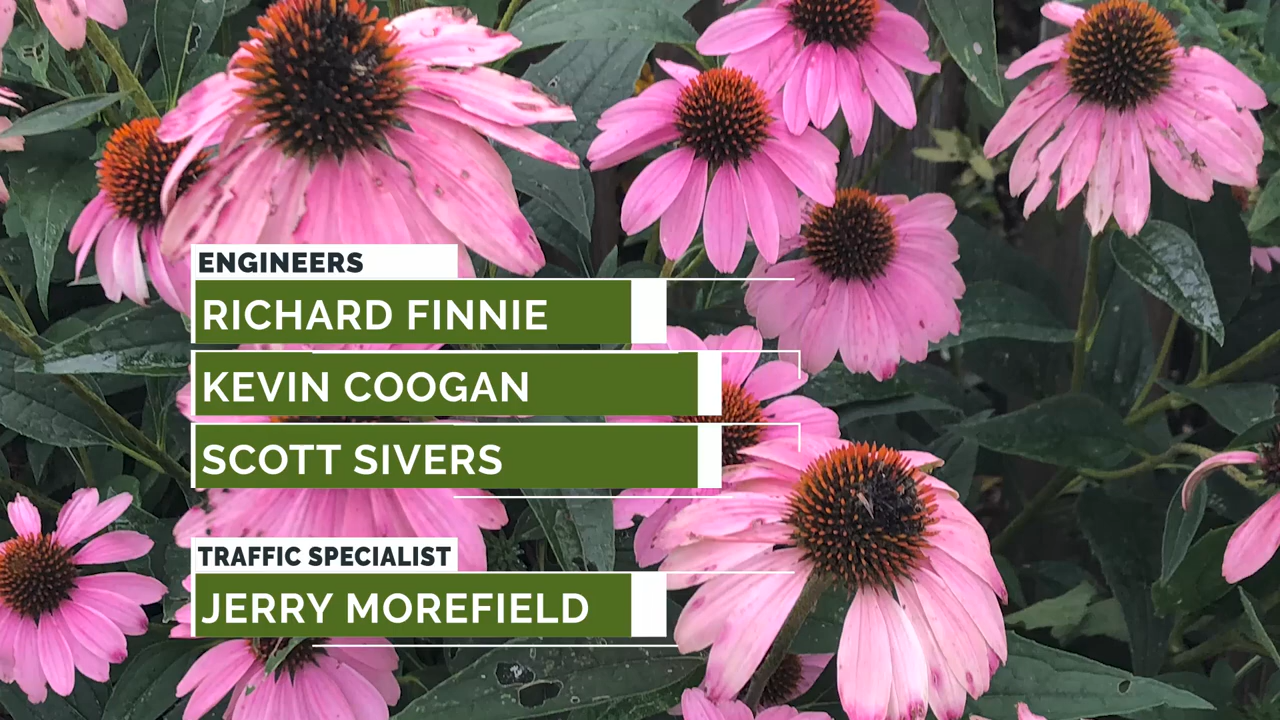 ENGINEERS
RICHARD FINNIE
KEVIN COOGAN
SCOTT SIVERS
TRAFFIC SPECIALIST
JERRY MOREFIELD